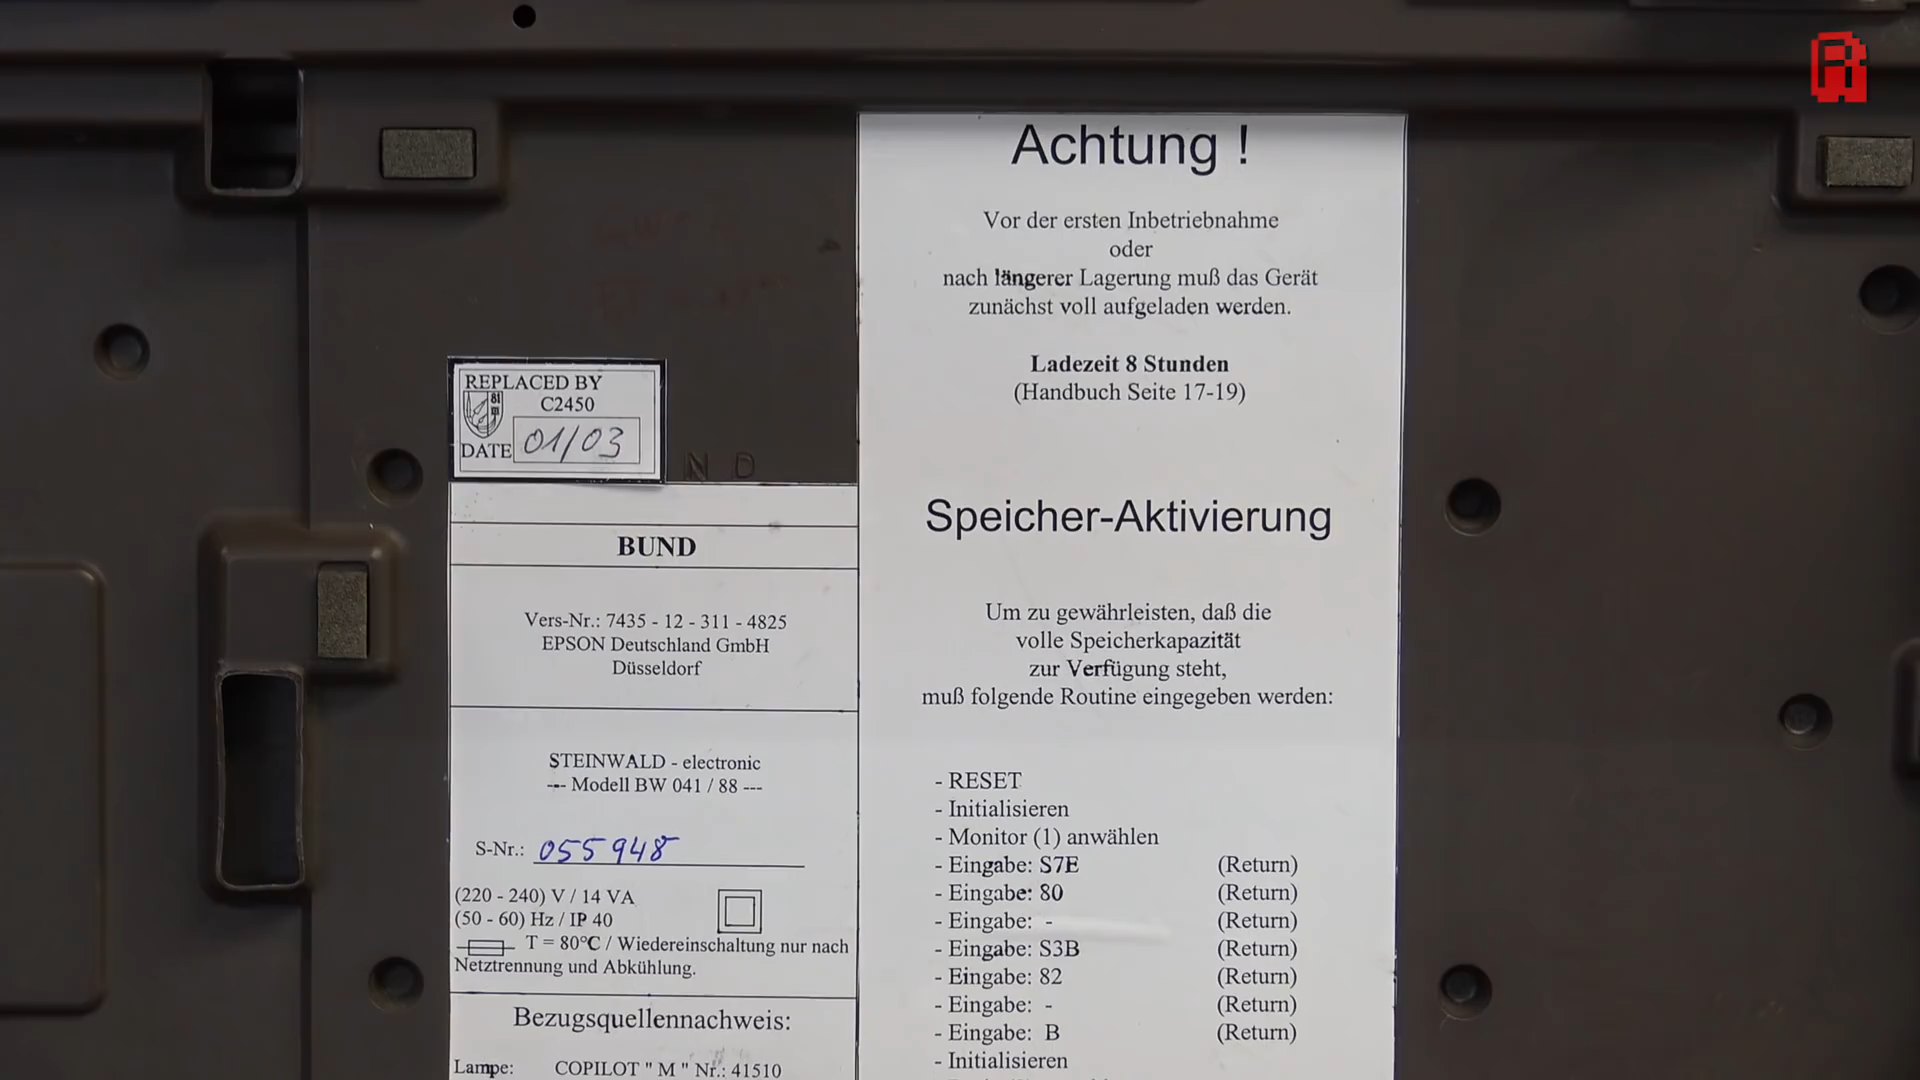 REPLACED BY
C2450
81
m
DATE 01/03
N D
BUND
Vers-Nr.: 7435 - 12 - 311 - 4825
EPSON Deutschland GmbH
Düsseldorf
STEINWALD - electronic
--- Modell BW 041 / 88 ---
S-Nr.: 055948
(220 - 240) V / 14 VA
(50 - 60) Hz / IP 40
T = 80°C / Wiedereinschaltung nur nach
Netztrennung und Abkühlung.
Bezugsquellennachweis:
Lampe: COPILOT " M " Nr.: 41510
Achtung !
Vor der ersten Inbetriebnahme
oder
nach längerer Lagerung muß das Gerät
zunächst voll aufgeladen werden.
Ladezeit 8 Stunden
(Handbuch Seite 17-19)
Speicher-Aktivierung
Um zu gewährleisten, daß die
volle Speicherkapazität
zur Verfügung steht,
muß folgende Routine eingegeben werden:
- RESET
- Initialisieren
- Monitor (1) anwählen
- Eingabe: S7E (Return)
- Eingabe: 80 (Return)
- Eingabe: - (Return)
- Eingabe: S3B (Return)
- Eingabe: 82 (Return)
- Eingabe: - (Return)
- Eingabe: B (Return)
- Initialisieren